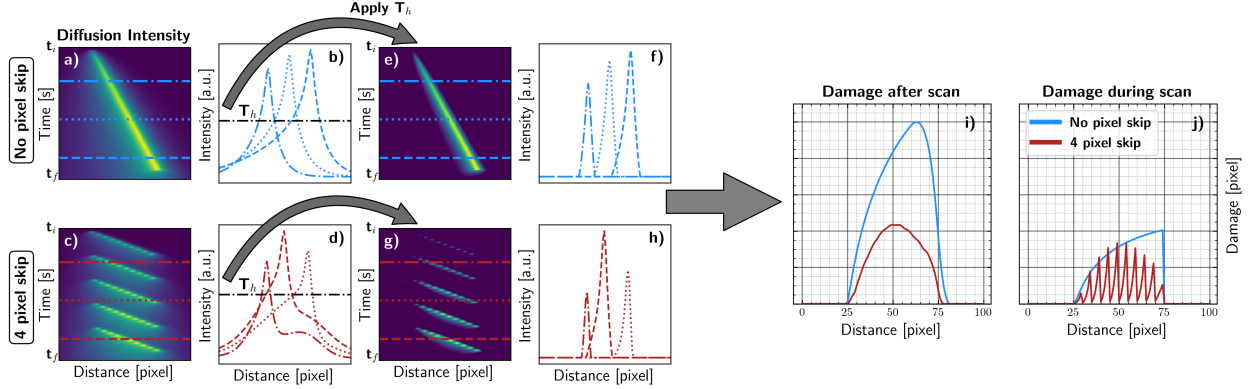 Apply T_h
Diffusion Intensity
No pixel skip
Time [s]
t_i
t_f
a)
Intensity [a.u.]
b)
T_h
Time [s]
t_i
t_f
e)
Intensity [a.u.]
f)
4 pixel skip
Time [s]
t_i
t_f
c)
Distance [pixel]
Intensity [a.u.]
d)
T_h
Distance [pixel]
Time [s]
t_i
t_f
g)
Distance [pixel]
Intensity [a.u.]
h)
Distance [pixel]
Damage after scan
i)
0 25 50 75 100
Distance [pixel]
Damage during scan
No pixel skip
4 pixel skip
j)
0 25 50 75 100
Distance [pixel]
Damage [pixel]